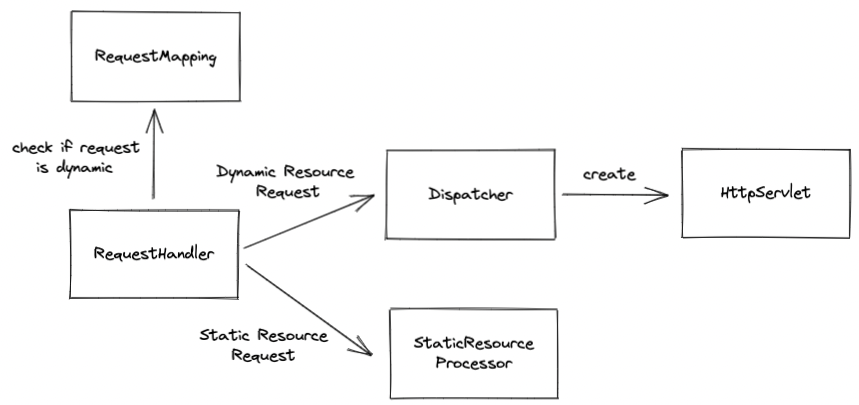 RequestMapping
check if request
is dynamic
Dynamic Resource
Request
Dispatcher
create
HttpServlet
RequestHandler
Static Resource
Request
StaticResource
Processor